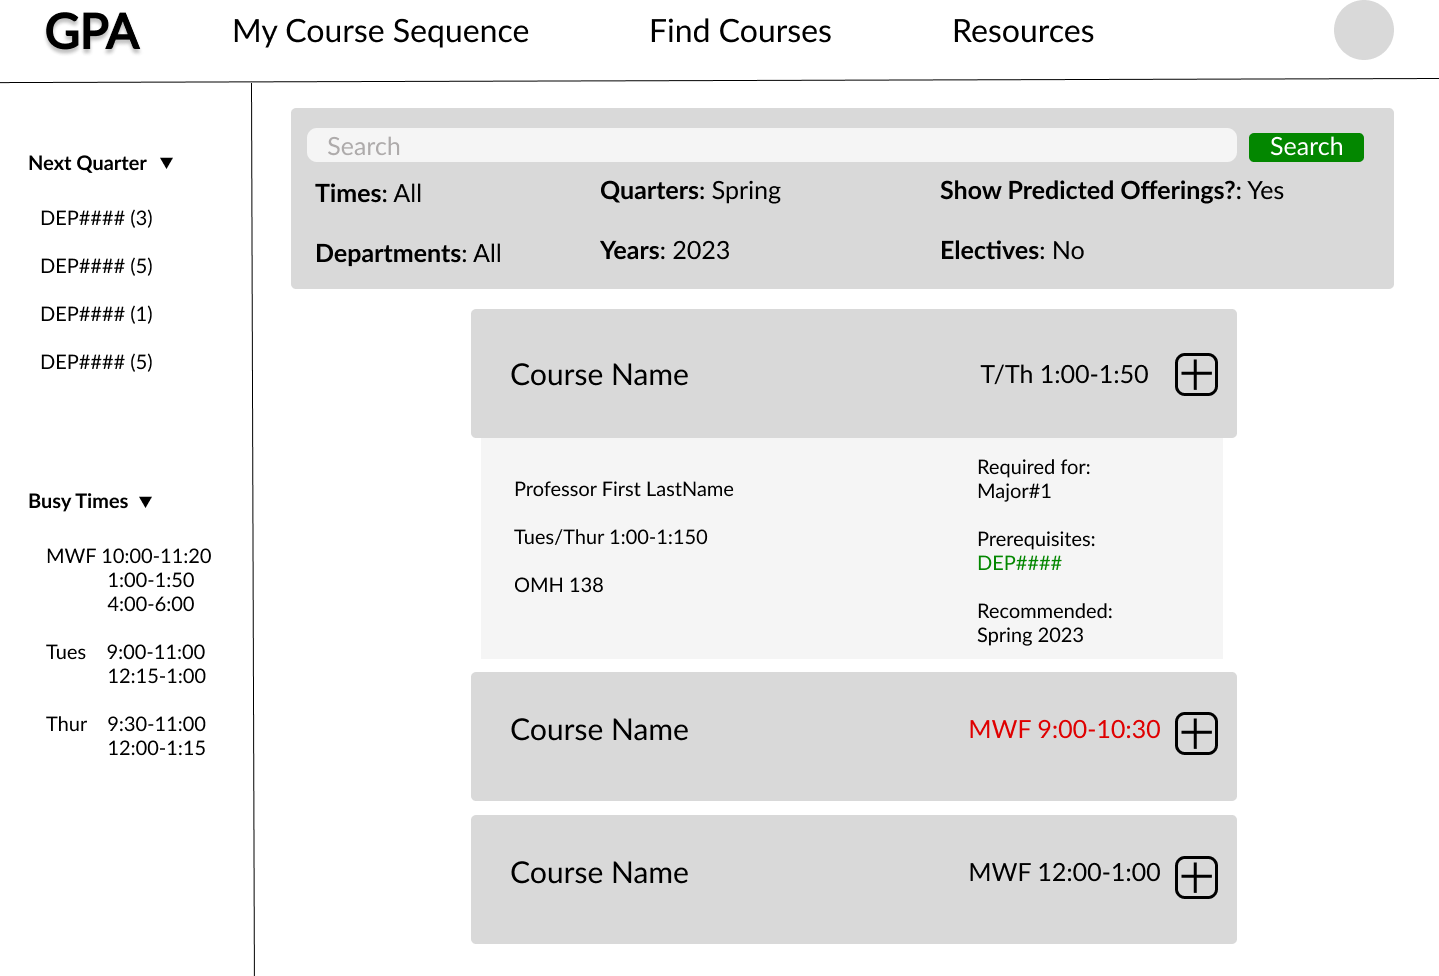 GPA
My Course Sequence
Find Courses
Resources
Next Quarter ▼
DEP#### (3)
DEP#### (5)
DEP#### (1)
DEP#### (5)
Busy Times ▼
MWF 10:00-11:20
1:00-1:50
4:00-6:00
Tues 9:00-11:00
12:15-1:00
Thur 9:30-11:00
12:00-1:15
Search
Search
Times: All
Quarters: Spring
Show Predicted Offerings?: Yes
Departments: All
Years: 2023
Electives: No
Course Name
T/Th 1:00-1:50
Professor First LastName
Tues/Thur 1:00-1:150
OMH 138
Required for:
Major#1
Prerequisites:
DEP####
Recommended:
Spring 2023
Course Name
MWF 9:00-10:30
Course Name
MWF 12:00-1:00